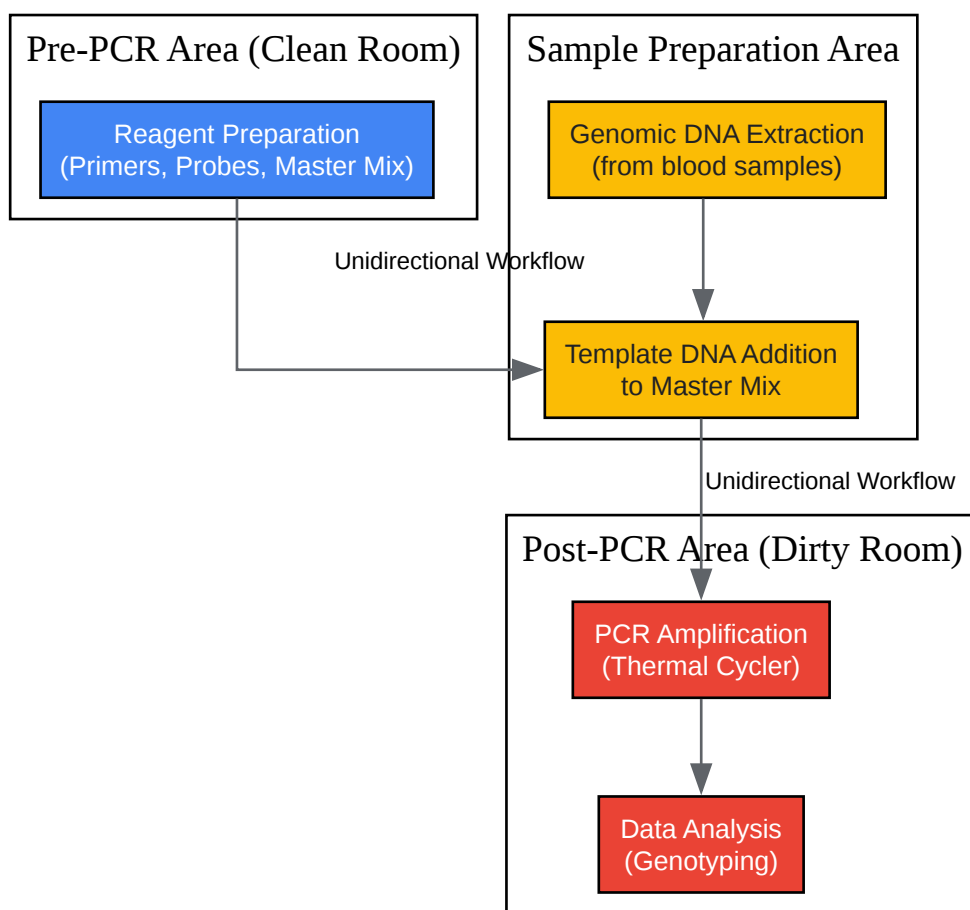 Pre-PCR Area (Clean Room)
Reagent Preparation
(Primers, Probes, Master Mix)
Sample Preparation Area
Genomic DNA Extraction
(from blood samples)
Unidirectional Workflow
Template DNA Addition
to Master Mix
Unidirectional Workflow
Post-PCR Area (Dirty Room)
PCR Amplification
(Thermal Cycler)
Data Analysis
(Genotyping)